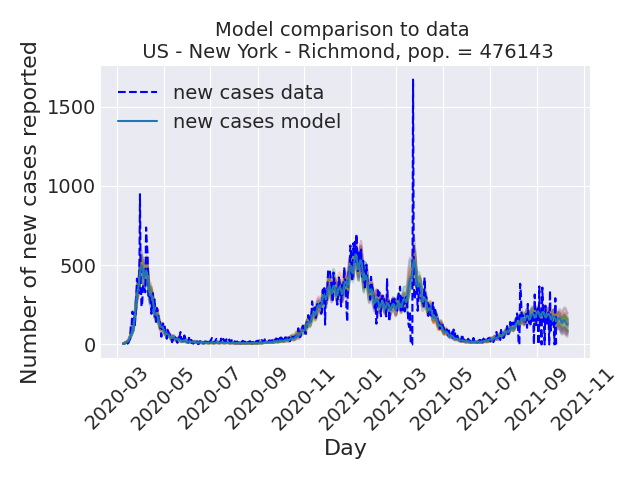 Model comparison to data
US - New York - Richmond, pop. = 476143
Number of new cases reported
1500
1000
500
0
new cases data
new cases model
2020-03
2020-05
2020-07
2020-09
2020-11
2021-01
2021-03
2021-05
2021-07
2021-09
2021-11
Day